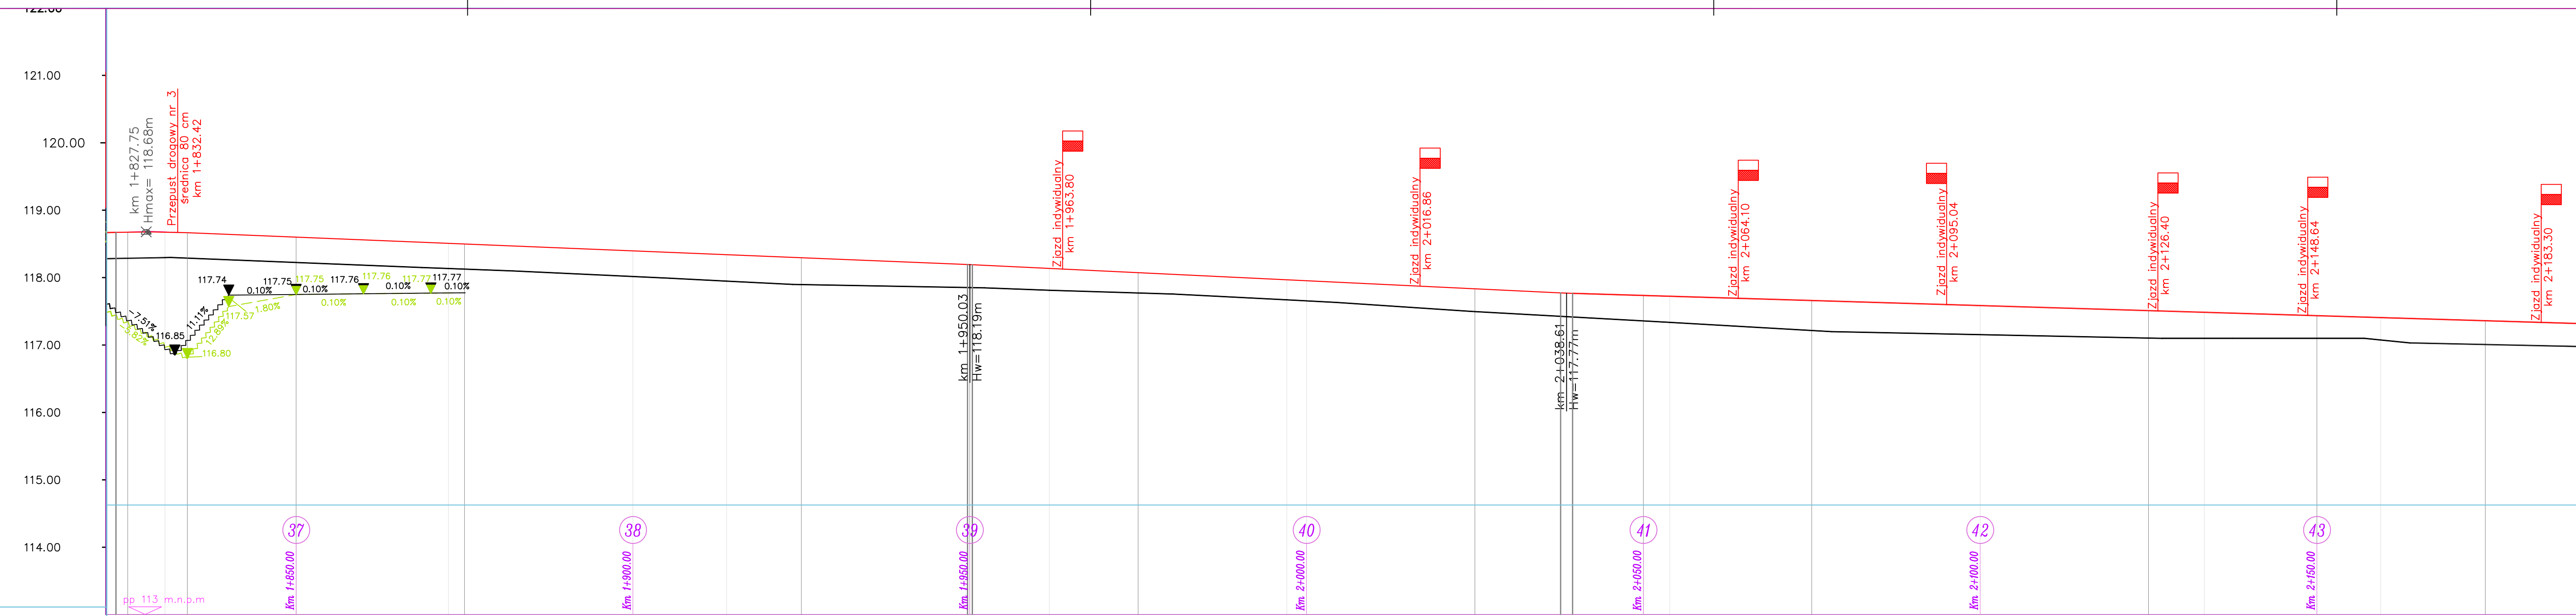 122.00
121.00
120.00
119.00
118.00
117.00
116.00
115.00
114.00
km 1+827.75
Hmax= 118.68m
Przepust drogowy nr 3
średnica 80 cm
km 1+832.42
-7.51%
-5.82%
116.85
116.80
11.11%
12.89%
117.74
117.57
1.80%
0.10%
117.75
117.75
0.10%
0.10%
117.76
117.76
0.10%
0.10%
117.77
117.77
0.10%
0.10%
km 1+950.03
Hw=118.19m
Zjazd indywidualny
km 1+963.80
Zjazd indywidualny
km 2+016.86
km 2+038.61
Hw=117.77m
Zjazd indywidualny
km 2+064.10
Zjazd indywidualny
km 2+095.04
Zjazd indywidualny
km 2+126.40
Zjazd indywidualny
km 2+148.64
Zjazd indywidualny
km 2+183.30
37
38
39
40
41
42
43
Km. 1+850.00
Km. 1+900.00
Km. 1+950.00
Km. 2+000.00
Km. 2+050.00
Km. 2+100.00
Km. 2+150.00
pp 113 m.n.p.m